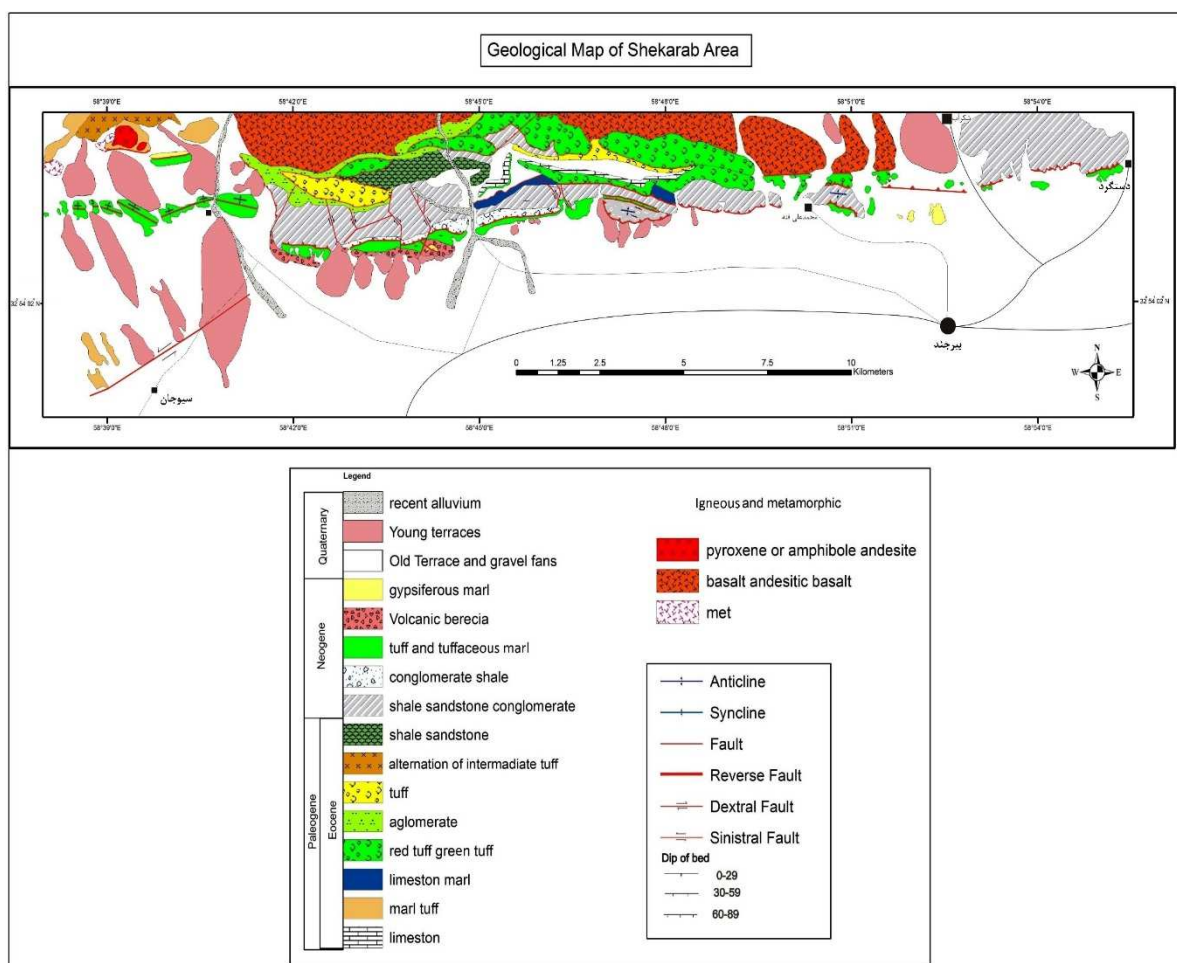 Geological Map of Shekarab Area
58°39'0"E 58°42'0"E 58°45'0"E 58°48'0"E 58°51'0"E 58°54'0"E
دستگرد
بیرجند
سیوجان
0 1.25 2.5 5 7.5 10
Kilometers
N
W E
S
58°39'0"E 58°42'0"E 58°45'0"E 58°48'0"E 58°51'0"E 58°54'0"E
Legend
Quaternary
recent alluvium
Young terraces
Old Terrace and gravel fans
Neogene
gypsiferous marl
Volcanic berecia
tuff and tuffaceous marl
conglomerate shale
shale sandstone conglomerate
Paleogene
Eocene
shale sandstone
alternation of intermadiate tuff
tuff
aglomerate
red tuff green tuff
limeston marl
marl tuff
limeston
Igneous and metamorphic
pyroxene or amphibole andesite
basalt andesitic basalt
met
Anticline
Syncline
Fault
Reverse Fault
Dextral Fault
Sinistral Fault
Dip of bed
0-29
30-59
60-89